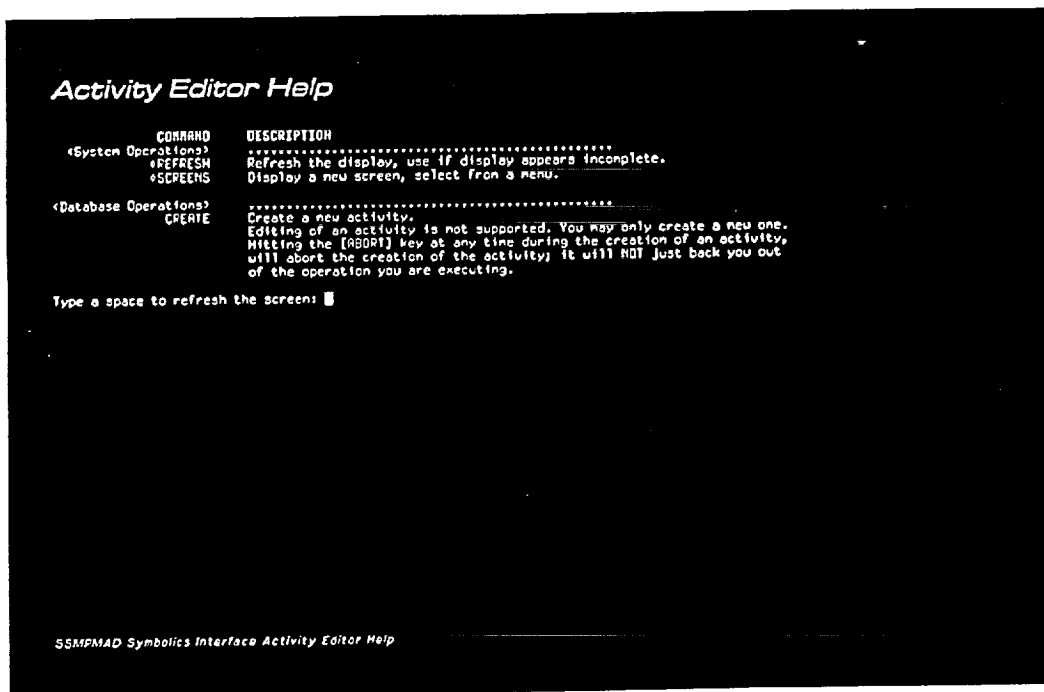 Activity Editor Help
COMMAND DESCRIPTION
<System Operations> ................................................
◊REFRESH Refresh the display, use if display appears incomplete.
◊SCREENS Display a new screen, select from a menu.
<Database Operations> ................................................
CREATE Create a new activity.
Editing of an activity is not supported. You may only create a new one.
Hitting the [ABORT] key at any time during the creation of an activity,
will abort the creation of the activity; it will NOT just back you out
of the operation you are executing.
Type a space to refresh the screen:
SSMPMAD Symbolics Interface Activity Editor Help